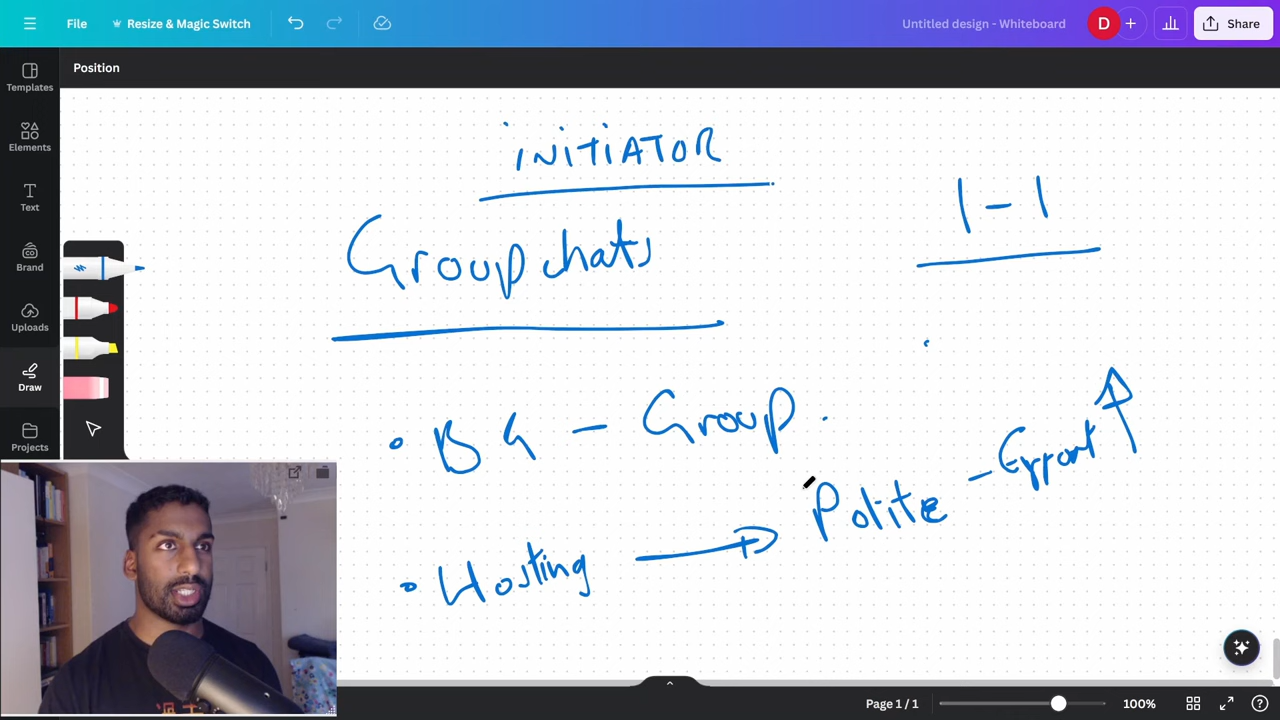 File
Resize & Magic Switch
Untitled design - Whiteboard
D
+
Share
Templates
Elements
Text
Brand
Uploads
Draw
Projects
Position
INITIATOR
Group chats
1-1
• BG - Group.
Polite - Effort ↑
• Hosting →
Page 1 / 1
100%